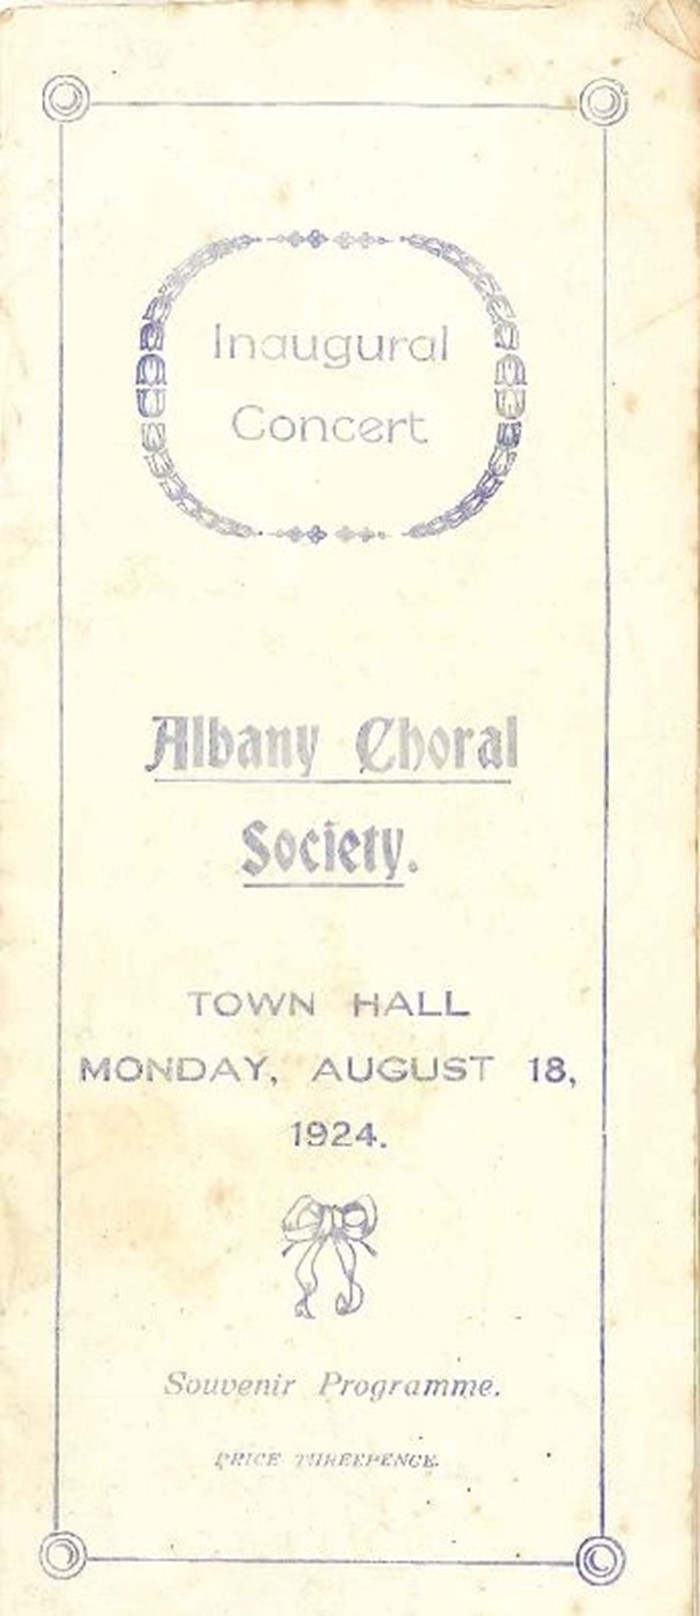 Inaugural
Concert
Albany Choral
Society.
TOWN HALL
MONDAY, AUGUST 18,
1924.
Souvenir Programme.
PRICE THREEPENCE.